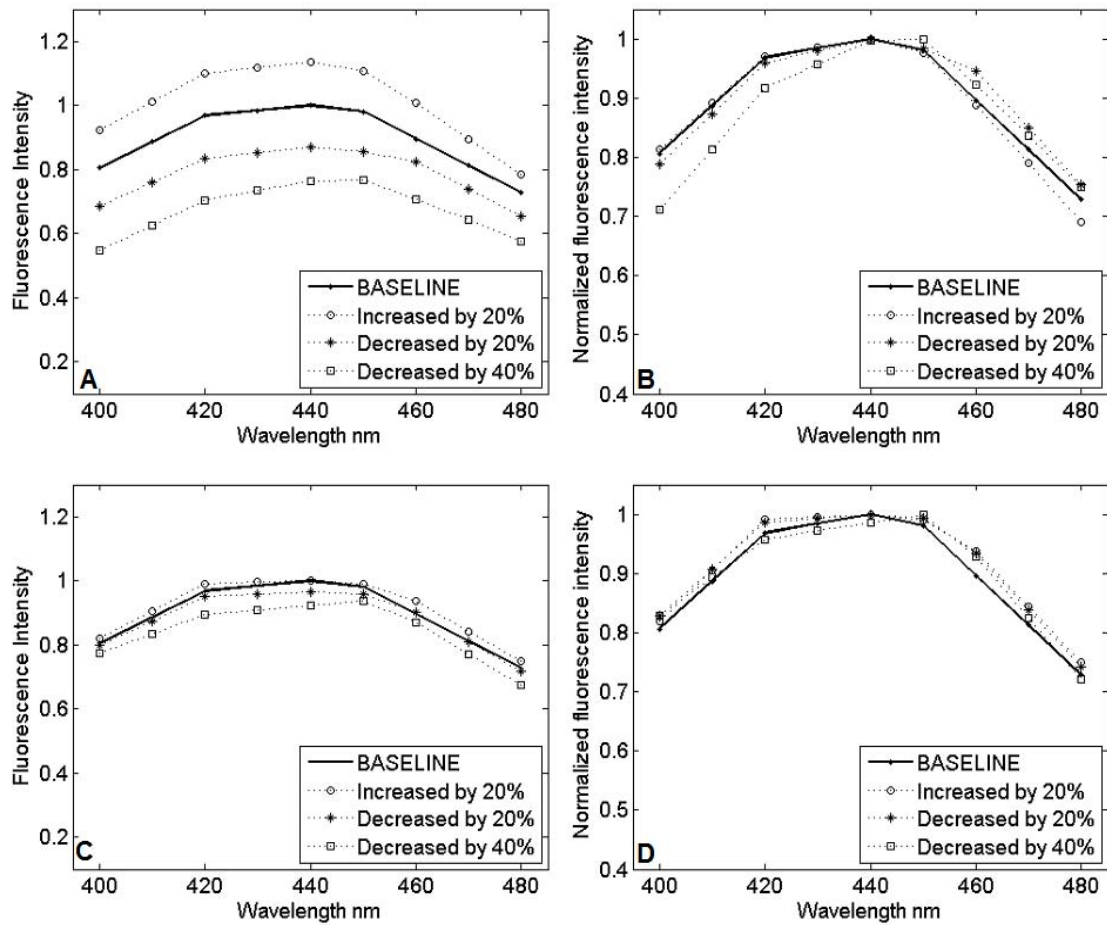 1.2
1
0.8
0.6
0.4
0.2
Fluorescence Intensity
BASELINE
Increased by 20%
Decreased by 20%
Decreased by 40%
A
400 420 440 460 480
Wavelength nm
1
0.9
0.8
0.7
0.6
0.5
0.4
Normalized fluorescence intensity
BASELINE
Increased by 20%
Decreased by 20%
Decreased by 40%
B
400 420 440 460 480
Wavelength nm
1.2
1
0.8
0.6
0.4
0.2
Fluorescence Intensity
BASELINE
Increased by 20%
Decreased by 20%
Decreased by 40%
C
400 420 440 460 480
Wavelength nm
1
0.9
0.8
0.7
0.6
0.5
0.4
Normalized fluorescence intensity
BASELINE
Increased by 20%
Decreased by 20%
Decreased by 40%
D
400 420 440 460 480
Wavelength nm